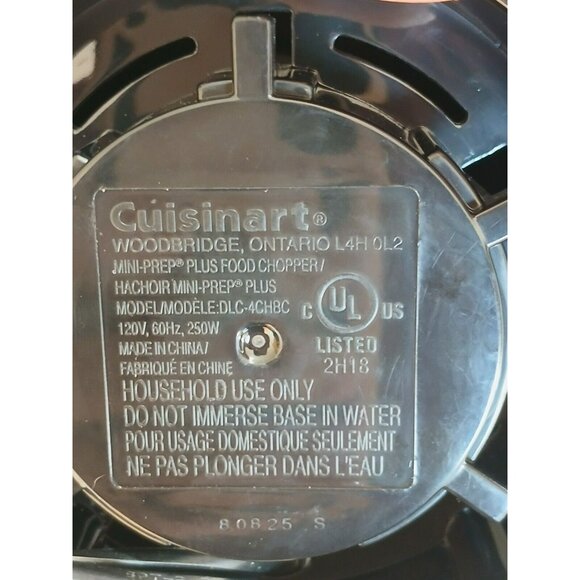 Cuisinart®
WOODBRIDGE, ONTARIO L4H 0L2
MINI-PREP® PLUS FOOD CHOPPER/
HACHOIR MINI-PREP® PLUS
MODEL/MODÈLE:DLC-4CHBC
120V, 60Hz, 250W
MADE IN CHINA/
FABRIQUÉ EN CHINE
C UL US
LISTED
2H18
HOUSEHOLD USE ONLY
DO NOT IMMERSE BASE IN WATER
POUR USAGE DOMESTIQUE SEULEMENT
NE PAS PLONGER DANS L'EAU
80825 S